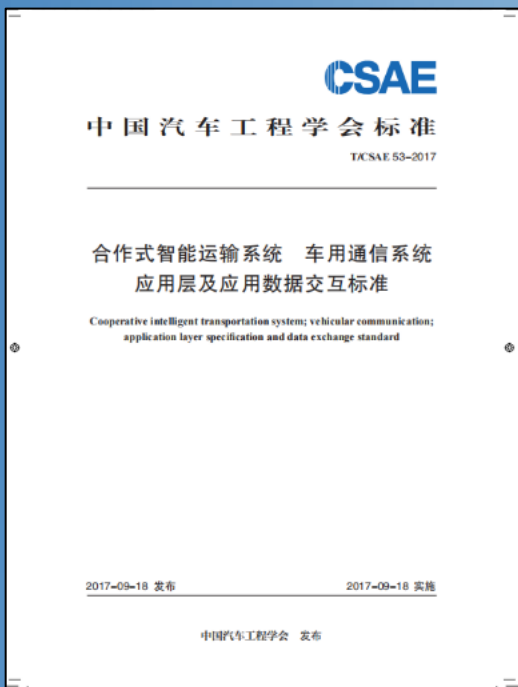 CSAE
中国汽车工程学会标准
T/CSAE 53-2017
合作式智能运输系统 车用通信系统
应用层及应用数据交互标准
Cooperative intelligent transportation system; vehicular communication;
application layer specification and data exchange standard
2017-09-18 发布 2017-09-18 实施
中国汽车工程学会 发布